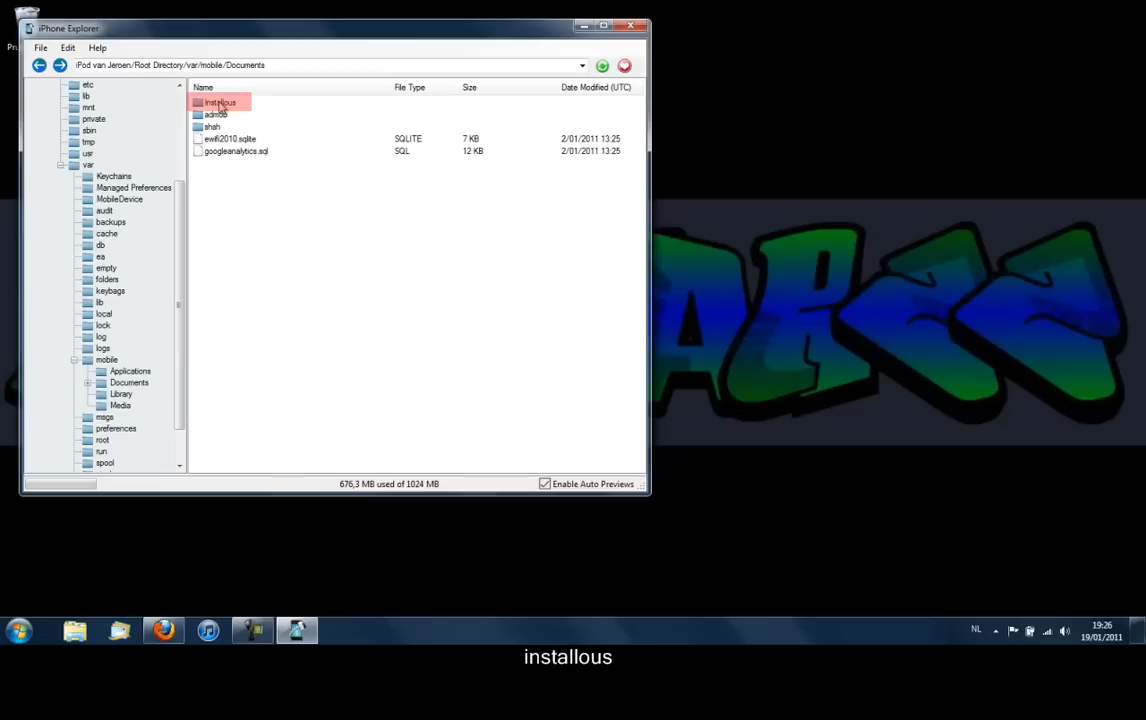 iPhone Explorer
File Edit Help
iPod van Jeroen/Root Directory/var/mobile/Documents
Name File Type Size Date Modified (UTC)
etc
lib
mnt
private
sbin
tmp
usr
var
Keychains
Managed Preferences
MobileDevice
audit
backups
cache
db
ea
empty
folders
keybags
lib
local
lock
log
logs
mobile
Applications
Documents
Library
Media
msgs
preferences
root
run
spool
Installous
admob
shah
ewifi2010.sqlite SQLITE 7 KB 2/01/2011 13:25
googleanalytics.sql SQL 12 KB 2/01/2011 13:25
676,3 MB used of 1024 MB
Enable Auto Previews
NL
19:26
19/01/2011
installous